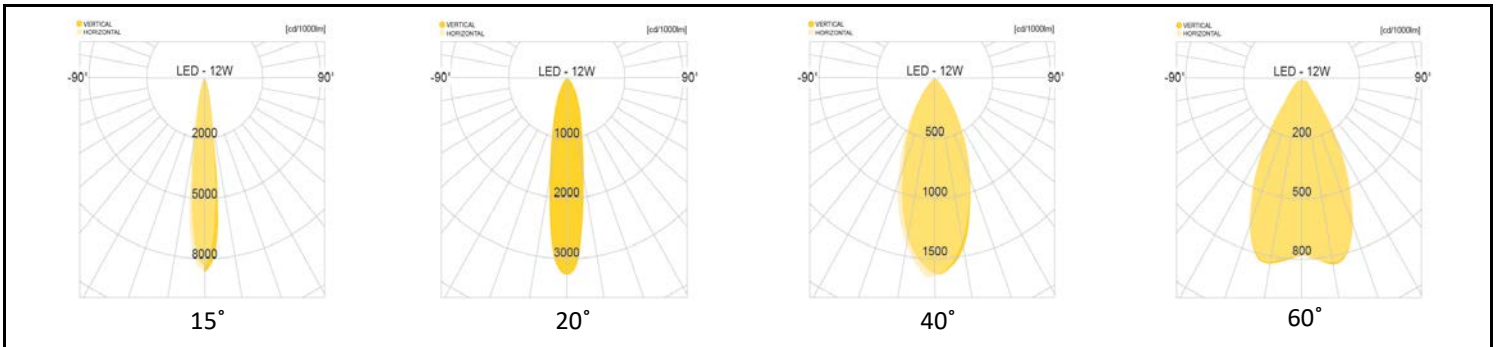 VERTICAL
HORIZONTAL
[cd/1000lm]
LED - 12W
-90'
90'
2000
5000
8000
15˚
VERTICAL
HORIZONTAL
[cd/1000lm]
LED - 12W
-90'
90'
1000
2000
3000
20˚
VERTICAL
HORIZONTAL
[cd/1000lm]
LED - 12W
-90'
90'
500
1000
1500
40˚
VERTICAL
HORIZONTAL
[cd/1000lm]
LED - 12W
-90'
90'
200
500
800
60˚